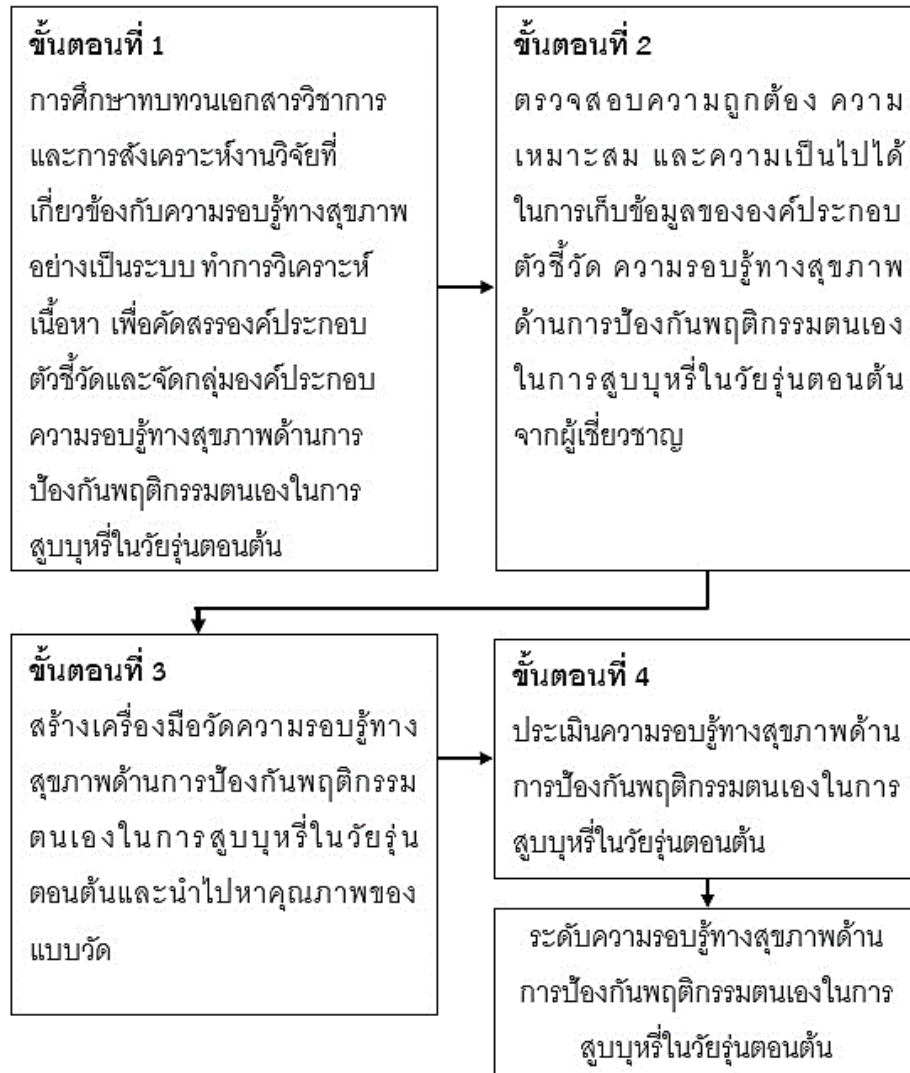 ขั้นตอนที่ 1
การศึกษาทบทวนเอกสารวิชาการ
และการสังเคราะห์งานวิจัยที่
เกี่ยวข้องกับความรอบรู้ทางสุขภาพ
อย่างเป็นระบบ ทำการวิเคราะห์
เนื้อหา เพื่อคัดสรรองค์ประกอบ
ตัวชี้วัดและจัดกลุ่มองค์ประกอบ
ความรอบรู้ทางสุขภาพด้านการ
ป้องกันพฤติกรรมตนเองในการ
สูบบุหรี่ในวัยรุ่นตอนต้น
ขั้นตอนที่ 2
ตรวจสอบความถูกต้อง ความ
เหมาะสม และความเป็นไปได้
ในการเก็บข้อมูลขององค์ประกอบ
ตัวชี้วัด ความรอบรู้ทางสุขภาพ
ด้านการป้องกันพฤติกรรมตนเอง
ในการสูบบุหรี่ในวัยรุ่นตอนต้น
จากผู้เชี่ยวชาญ
ขั้นตอนที่ 3
สร้างเครื่องมือวัดความรอบรู้ทาง
สุขภาพด้านการป้องกันพฤติกรรม
ตนเองในการสูบบุหรี่ในวัยรุ่น
ตอนต้นและนำไปหาคุณภาพของ
แบบวัด
ขั้นตอนที่ 4
ประเมินความรอบรู้ทางสุขภาพด้าน
การป้องกันพฤติกรรมตนเองในการ
สูบบุหรี่ในวัยรุ่นตอนต้น
ระดับความรอบรู้ทางสุขภาพด้าน
การป้องกันพฤติกรรมตนเองในการ
สูบบุหรี่ในวัยรุ่นตอนต้น